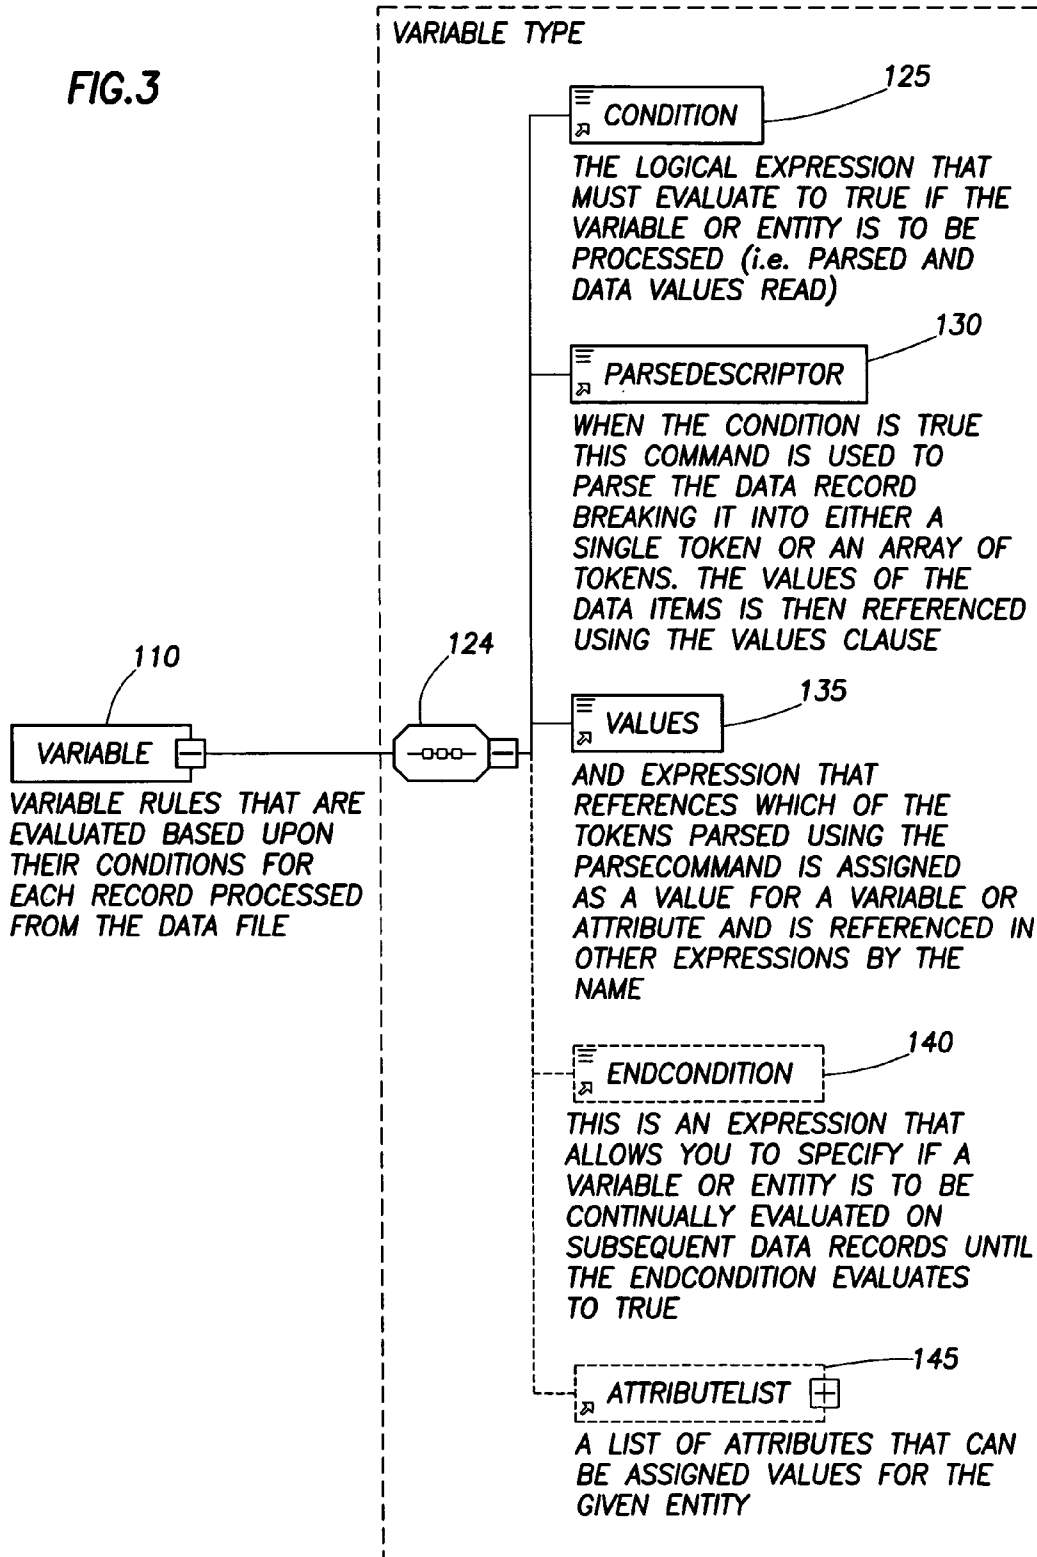 VARIABLE TYPE
FIG.3
125
CONDITION
THE LOGICAL EXPRESSION THAT
MUST EVALUATE TO TRUE IF THE
VARIABLE OR ENTITY IS TO BE
PROCESSED (i.e. PARSED AND
DATA VALUES READ)
130
PARSEDESCRIPTOR
WHEN THE CONDITION IS TRUE
THIS COMMAND IS USED TO
PARSE THE DATA RECORD
BREAKING IT INTO EITHER A
SINGLE TOKEN OR AN ARRAY OF
TOKENS. THE VALUES OF THE
DATA ITEMS IS THEN REFERENCED
USING THE VALUES CLAUSE
110
VARIABLE
VARIABLE RULES THAT ARE
EVALUATED BASED UPON
THEIR CONDITIONS FOR
EACH RECORD PROCESSED
FROM THE DATA FILE
124
135
VALUES
AND EXPRESSION THAT
REFERENCES WHICH OF THE
TOKENS PARSED USING THE
PARSECOMMAND IS ASSIGNED
AS A VALUE FOR A VARIABLE OR
ATTRIBUTE AND IS REFERENCED IN
OTHER EXPRESSIONS BY THE
NAME
140
ENDCONDITION
THIS IS AN EXPRESSION THAT
ALLOWS YOU TO SPECIFY IF A
VARIABLE OR ENTITY IS TO BE
CONTINUALLY EVALUATED ON
SUBSEQUENT DATA RECORDS UNTIL
THE ENDCONDITION EVALUATES
TO TRUE
145
ATTRIBUTELIST
A LIST OF ATTRIBUTES THAT CAN
BE ASSIGNED VALUES FOR THE
GIVEN ENTITY